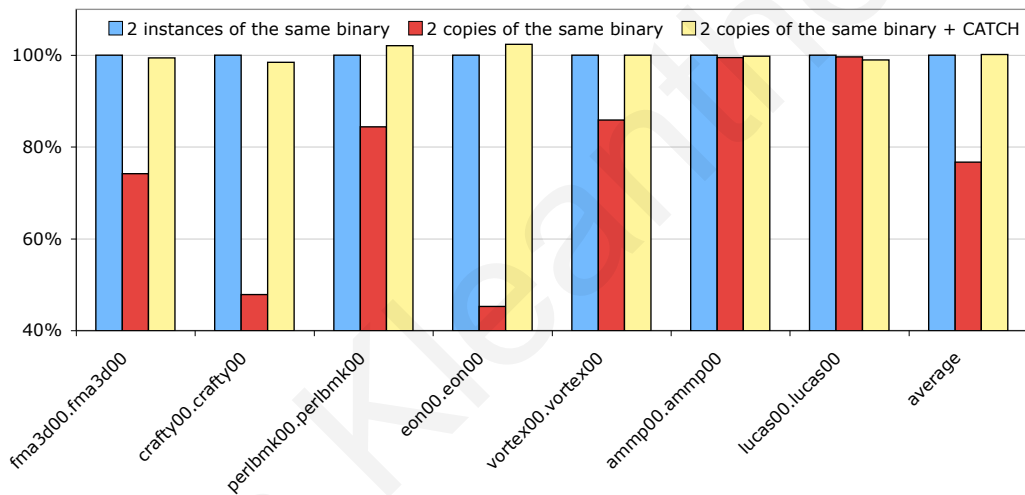 2 instances of the same binary 2 copies of the same binary 2 copies of the same binary + CATCH
100%
80%
60%
40%
fma3d00.fma3d00
crafty00.crafty00
perlbmk00.perlbmk00
eon00.eon00
vortex00.vortex00
ammp00.ammp00
lucas00.lucas00
average